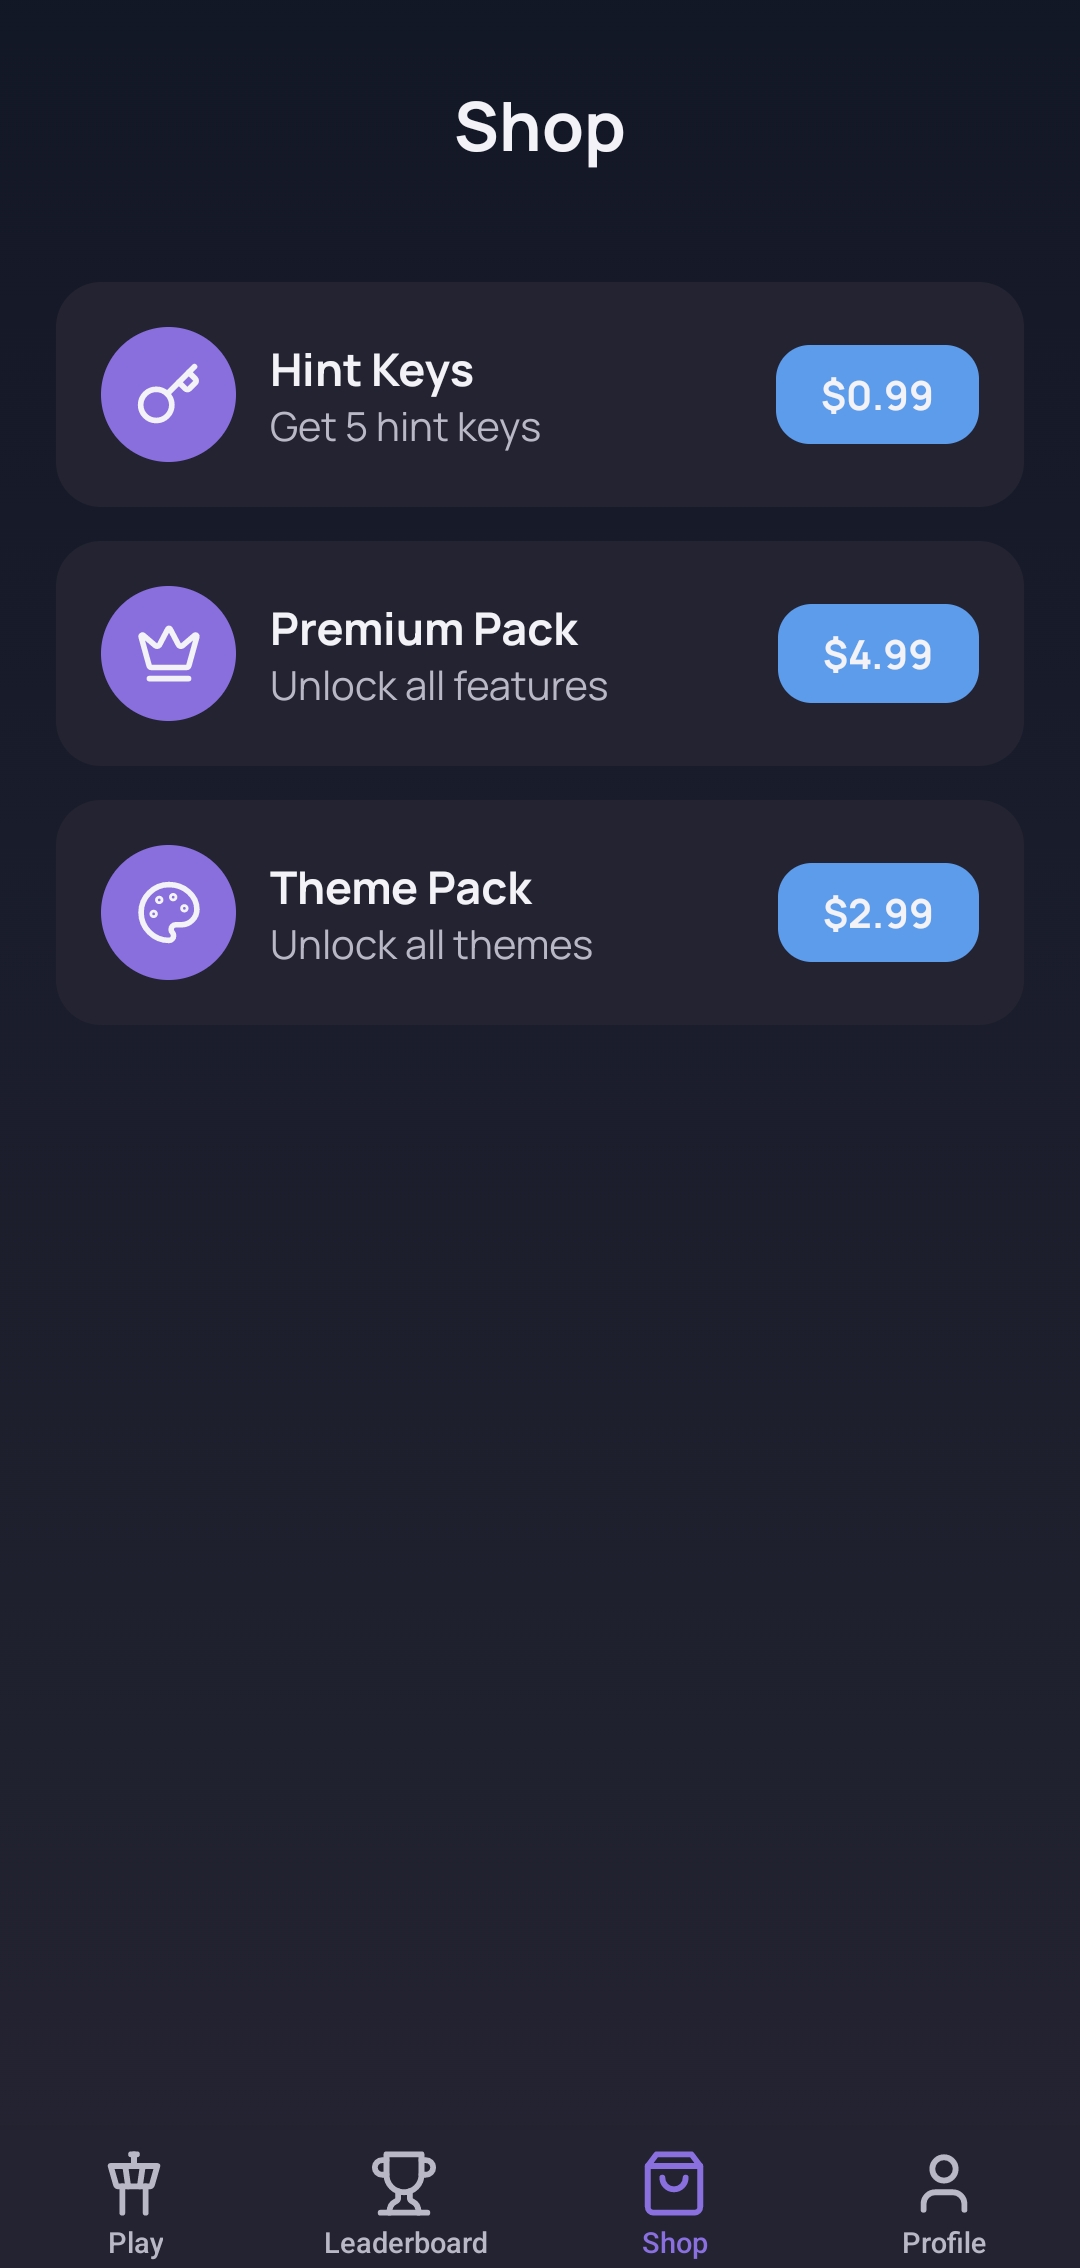 Shop
Hint Keys
Get 5 hint keys
$0.99
Premium Pack
Unlock all features
$4.99
Theme Pack
Unlock all themes
$2.99
Play
Leaderboard
Shop
Profile